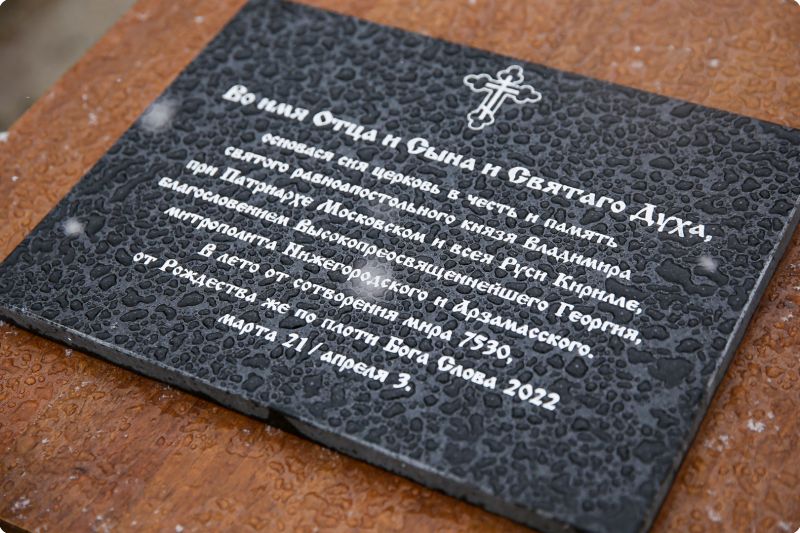 Во имя Отца и Сына и Святаго Духа,
основася сия церковь в честь и память
святого равноапостольного князя Владимира
при Патриархе Московском и всея Руси Кирилле,
благословением Высокопреосвященнейшего Георгия,
митрополита Нижегородского и Арзамасского.
В лето от сотворения мира 7530,
от Рождества же по плоти Бога Слова 2022
марта 21 / апреля 3,